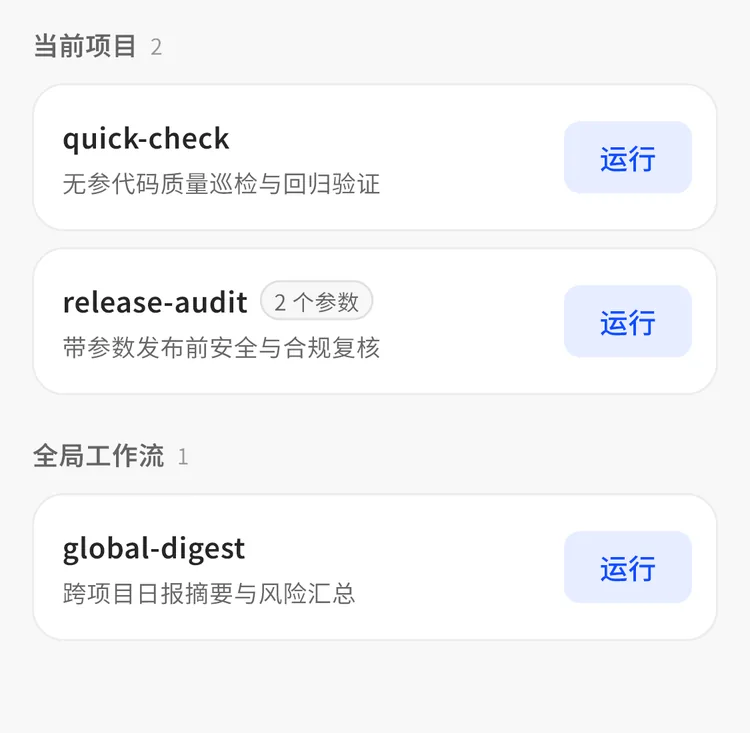 当前项目 2
quick-check
无参代码质量巡检与回归验证
运行
release-audit 2 个参数
带参数发布前安全与合规复核
运行
全局工作流 1
global-digest
跨项目日报摘要与风险汇总
运行